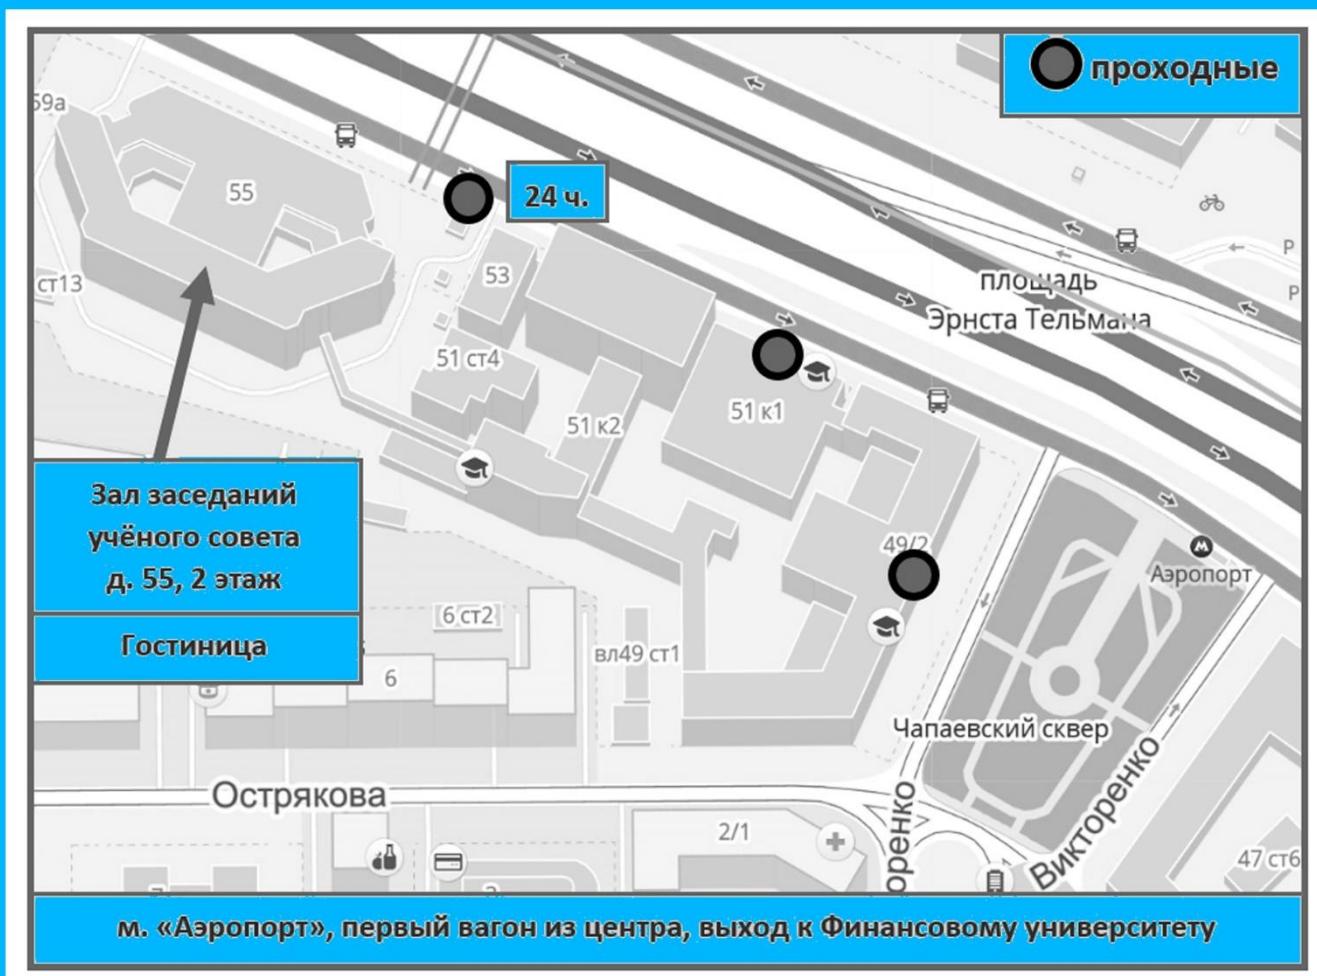 проходные
59а
55
24 ч.
Р
ст13
53
площадь
Эрнста Тельмана
Р
51 ст4
51 к2
51 к1
Зал заседаний
учёного совета
д. 55, 2 этаж
Гостиница
49/2
Аэропорт
6 ст2
вл49 ст1
6
Чапаевский сквер
Острякова
оренко
Викторенко
2/1
47 ст6
м. «Аэропорт», первый вагон из центра, выход к Финансовому университету